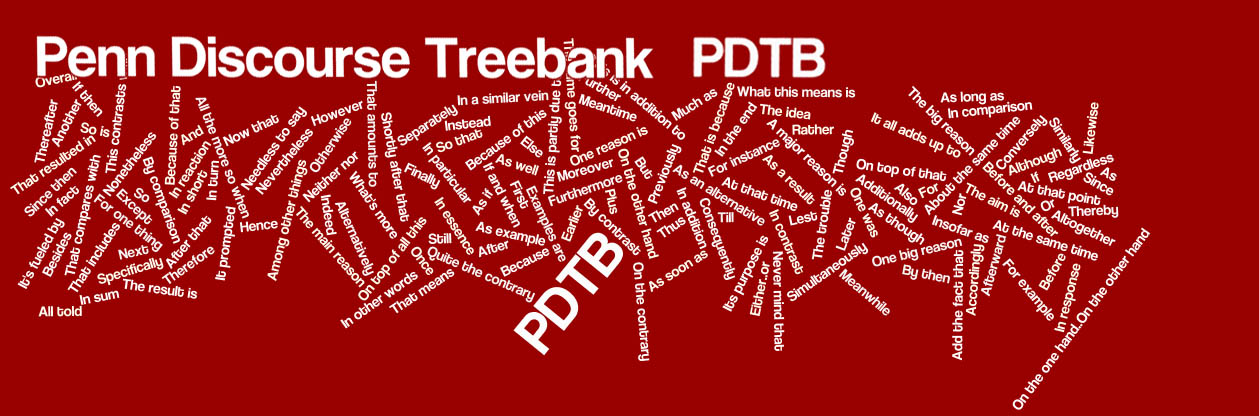 Penn Discourse Treebank PDTB
Overall
If then
Thereafter
Another
That resulted in
So is
Since then
In fact
It's fueled by
Besides
That compares with
This contrasts
Nonetheless
For one thing
Except
So
That includes
By comparison
Next
Specifically
After that
Therefore
The result is
In sum
All told
Because of that
And
All the more so when
In reaction
In short
In turn
Now that
Needless to say
Nevertheless
However
Hence
It prompted
Among other things
Otherwise
Neither nor
The main reason
Indeed
Alternatively
What's more
That amounts to
Shortly after that
On top of all this
In other words
That means
Once
Separately
In a similar vein
Instead
So that
In particular
Finally
In essence
Still
Quite the contrary
After
As example
Because
Because of this
Else
As well
As if
If and when
First
Examples are
This is partly due to
Further
Meantime
is in addition to
One reason is
Moreover
Furthermore
Earlier
By contrast
Plus
On the other hand
But
PDTB
On the contrary
Much as
Previously
Then
Thus
As soon as
That is because
What this means is
In the end
The idea
Rather
A major reason is
For instance
As a result
As an alternative
At that time
In addition
Consequently
Till
Lest
Its purpose is
Either..or
In contrast
Never mind that
The trouble is
Though
Simultaneously
Later
One was
Meanwhile
It all adds up to
The big reason
As long as
In comparison
On top of that
Additionally
Also
For
As though
One big reason
By then
About the same time
Nor
Insofar as
The aim is
Before and after
Conversely
Although
If
Similarly
Likewise
Regardless
As
Since
At that point
Thereby
Or
Altogether
At the same time
Add the fact that
Accordingly
Afterward
For example
Before
In response
On the one hand..On the other hand